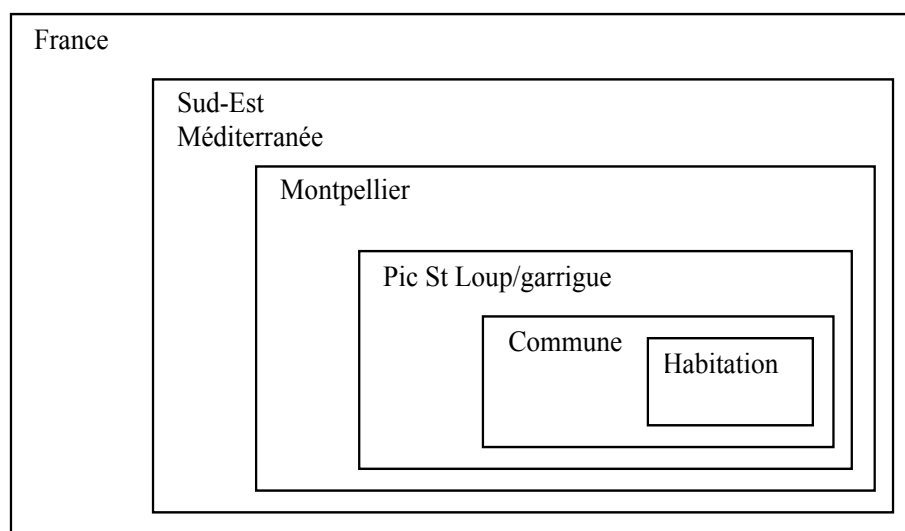 France
Sud-Est
Méditerranée
Montpellier
Pic St Loup/garrigue
Commune
Habitation